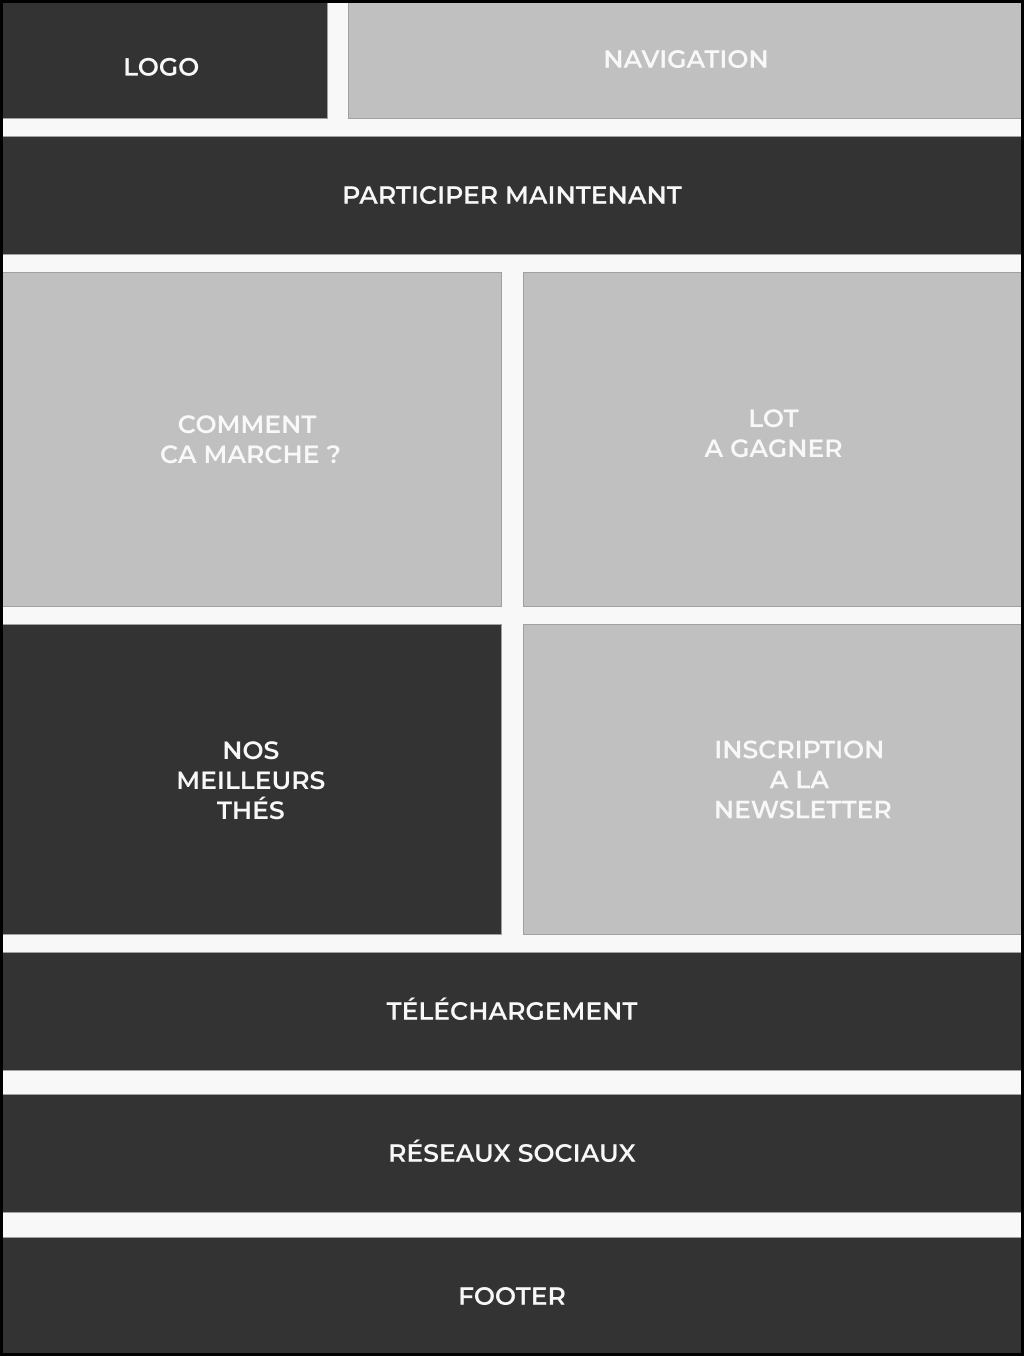 LOGO
NAVIGATION
PARTICIPER MAINTENANT
COMMENT
CA MARCHE ?
LOT
A GAGNER
NOS
MEILLEURS
THÉS
INSCRIPTION
A LA
NEWSLETTER
TÉLÉCHARGEMENT
RÉSEAUX SOCIAUX
FOOTER